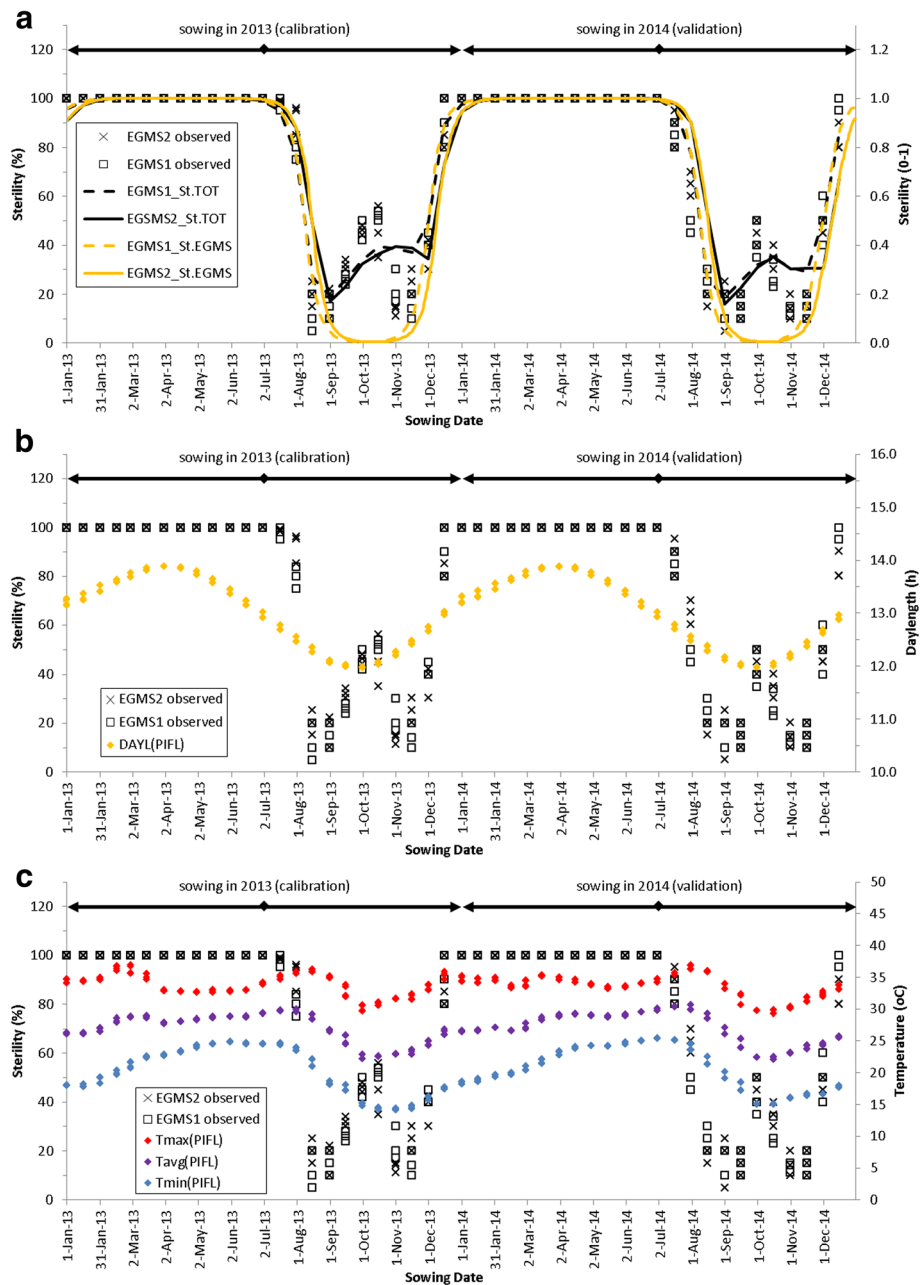 a
sowing in 2013 (calibration)
sowing in 2014 (validation)
120
100
80
60
40
20
0
Sterility (%)
EGMS2 observed
EGMS1 observed
EGMS1_St.TOT
EGSMS2_St.TOT
EGMS1_St.EGMS
EGMS2_St.EGMS
1.2
1.0
0.8
0.6
0.4
0.2
0.0
Sterility (0-1)
1-Jan-13
31-Jan-13
2-Mar-13
2-Apr-13
2-May-13
2-Jun-13
2-Jul-13
1-Aug-13
1-Sep-13
1-Oct-13
1-Nov-13
1-Dec-13
1-Jan-14
31-Jan-14
2-Mar-14
2-Apr-14
2-May-14
2-Jun-14
2-Jul-14
1-Aug-14
1-Sep-14
1-Oct-14
1-Nov-14
1-Dec-14
Sowing Date
b
sowing in 2013 (calibration)
sowing in 2014 (validation)
120
100
80
60
40
20
0
Sterility (%)
EGMS2 observed
EGMS1 observed
DAYL(PIFL)
16.0
15.0
14.0
13.0
12.0
11.0
10.0
Daylength (h)
1-Jan-13
31-Jan-13
2-Mar-13
2-Apr-13
2-May-13
2-Jun-13
2-Jul-13
1-Aug-13
1-Sep-13
1-Oct-13
1-Nov-13
1-Dec-13
1-Jan-14
31-Jan-14
2-Mar-14
2-Apr-14
2-May-14
2-Jun-14
2-Jul-14
1-Aug-14
1-Sep-14
1-Oct-14
1-Nov-14
1-Dec-14
Sowing Date
c
sowing in 2013 (calibration)
sowing in 2014 (validation)
120
100
80
60
40
20
0
Sterility (%)
EGMS2 observed
EGMS1 observed
Tmax(PIFL)
Tavg(PIFL)
Tmin(PIFL)
50
45
40
35
30
25
20
15
10
5
0
Temperature (oC)
1-Jan-13
31-Jan-13
2-Mar-13
2-Apr-13
2-May-13
2-Jun-13
2-Jul-13
1-Aug-13
1-Sep-13
1-Oct-13
1-Nov-13
1-Dec-13
1-Jan-14
31-Jan-14
2-Mar-14
2-Apr-14
2-May-14
2-Jun-14
2-Jul-14
1-Aug-14
1-Sep-14
1-Oct-14
1-Nov-14
1-Dec-14
Sowing Date